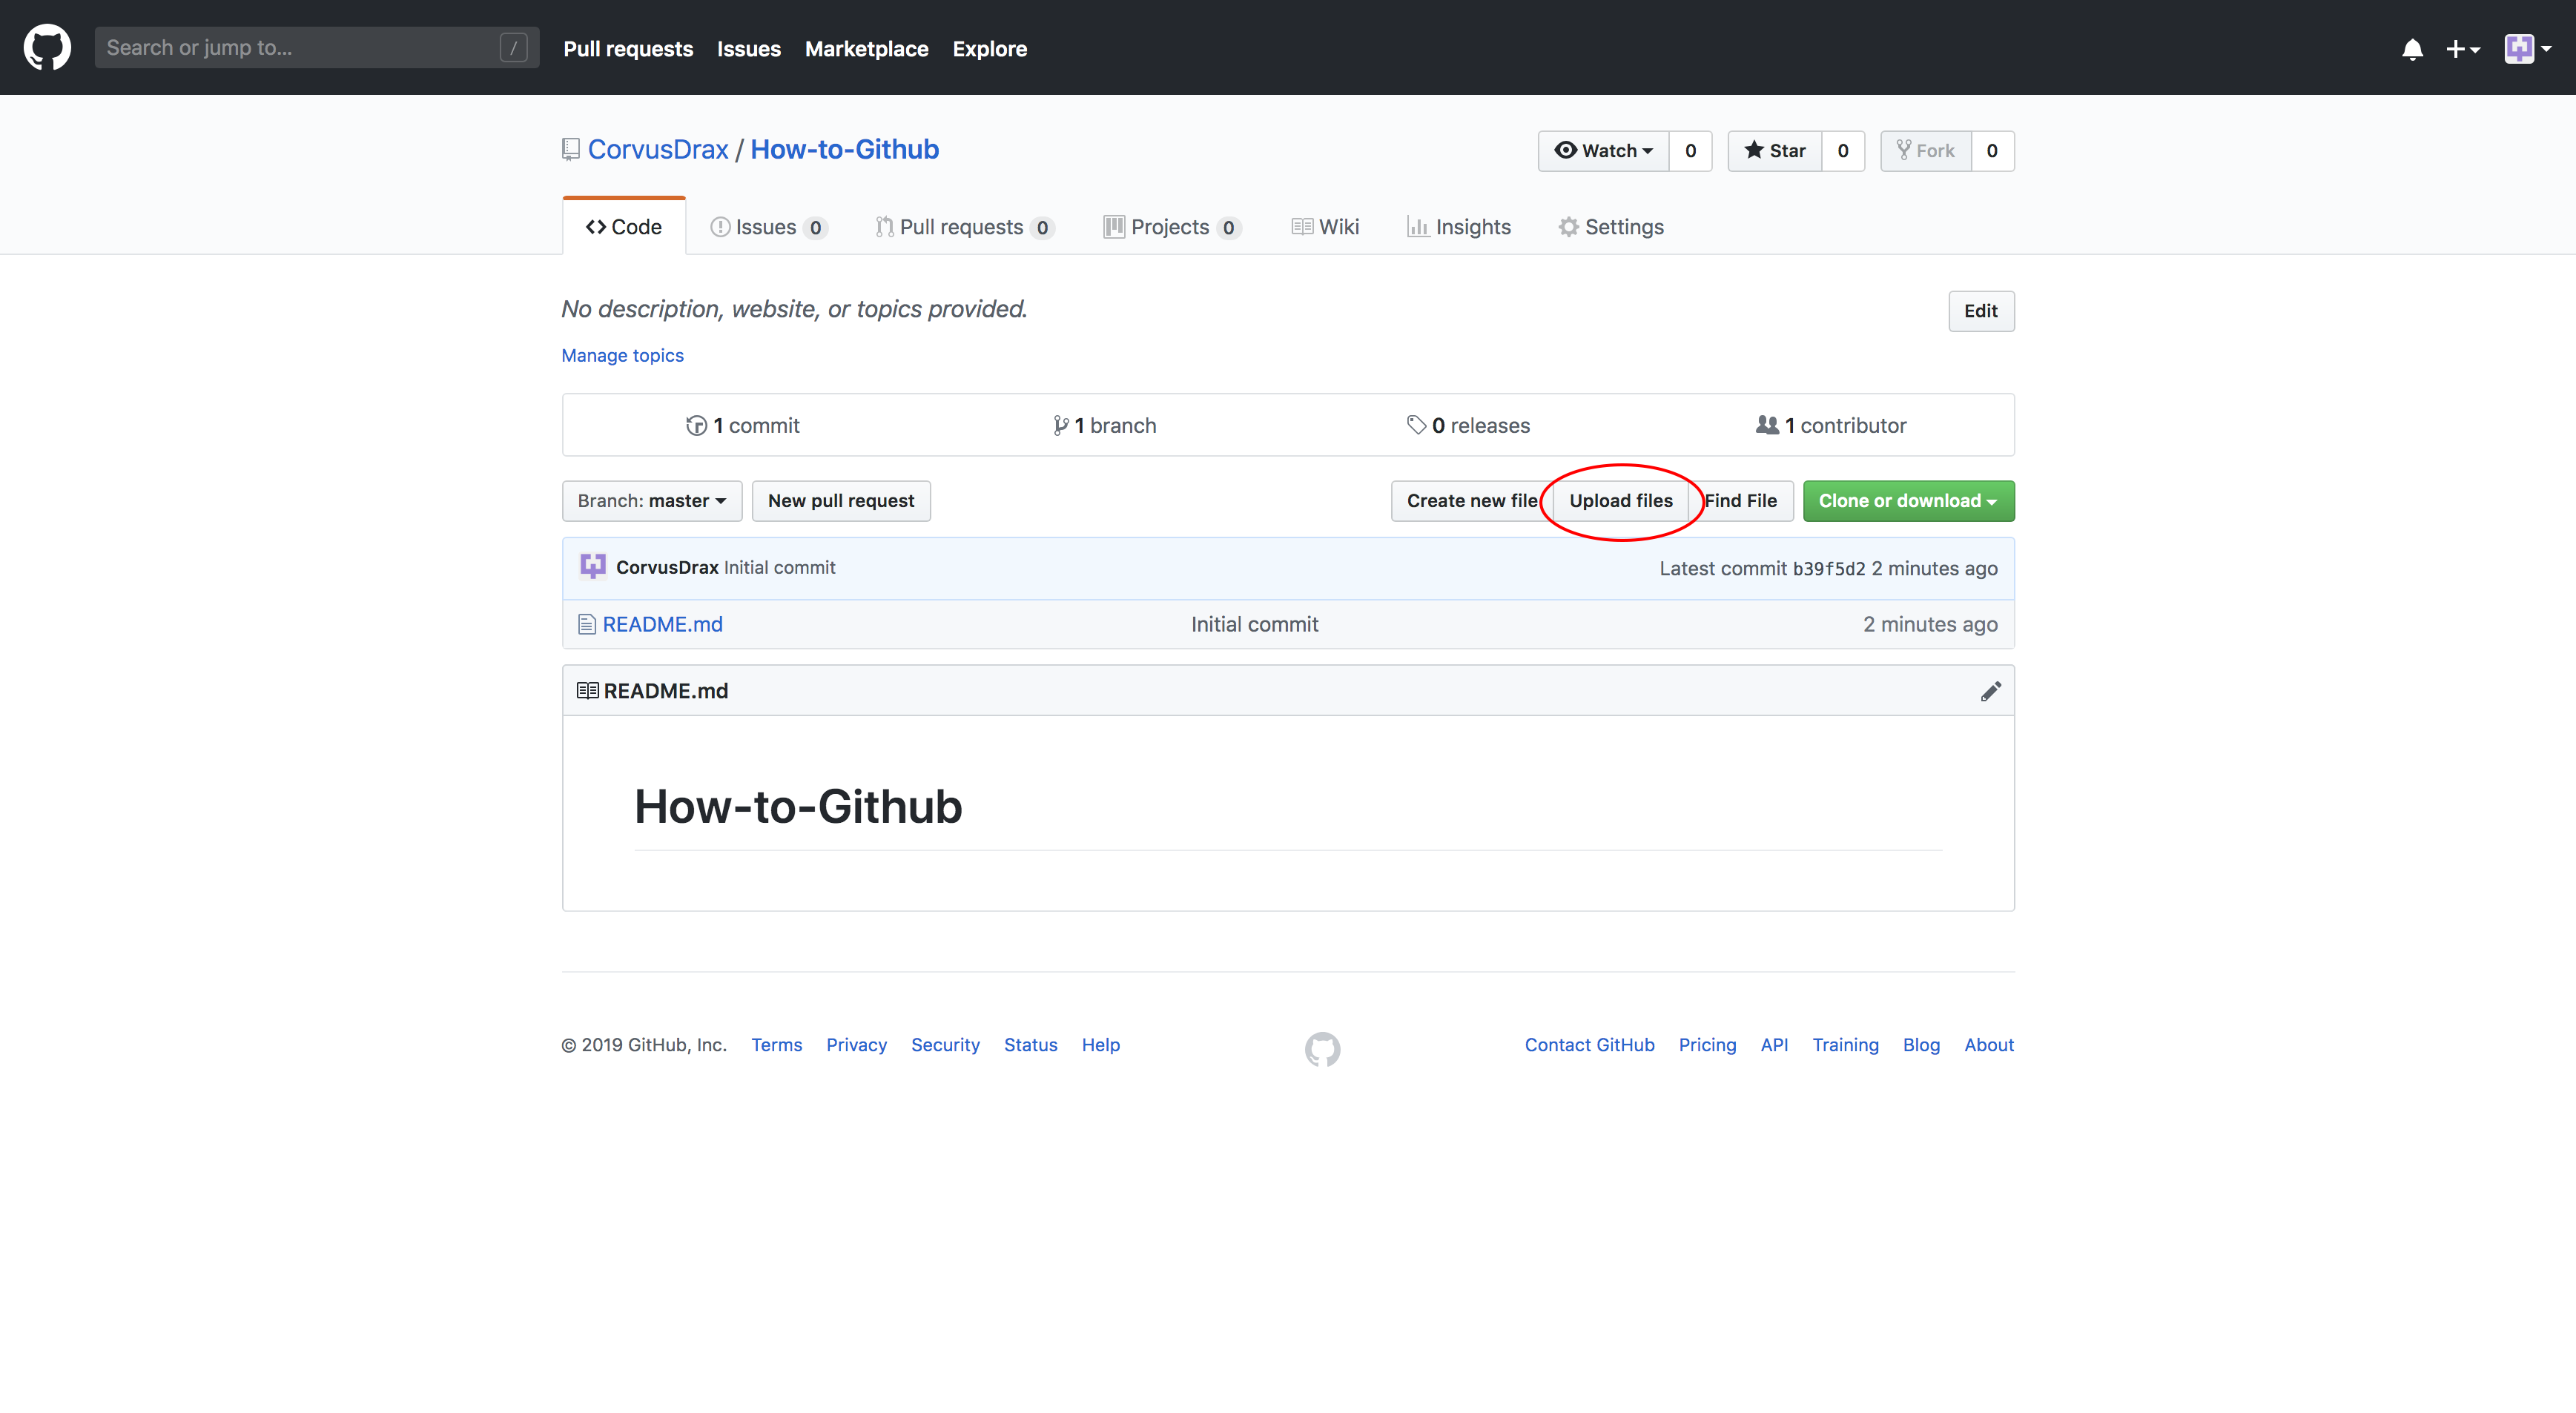 Search or jump to... / Pull requests Issues Marketplace Explore
CorvusDrax / How-to-Github Watch 0 Star 0 Fork 0
Code Issues 0 Pull requests 0 Projects 0 Wiki Insights Settings
No description, website, or topics provided. Edit
Manage topics
1 commit 1 branch 0 releases 1 contributor
Branch: master New pull request Create new file Upload files Find File Clone or download
CorvusDrax Initial commit Latest commit b39f5d2 2 minutes ago
README.md Initial commit 2 minutes ago
README.md
How-to-Github
© 2019 GitHub, Inc. Terms Privacy Security Status Help Contact GitHub Pricing API Training Blog About